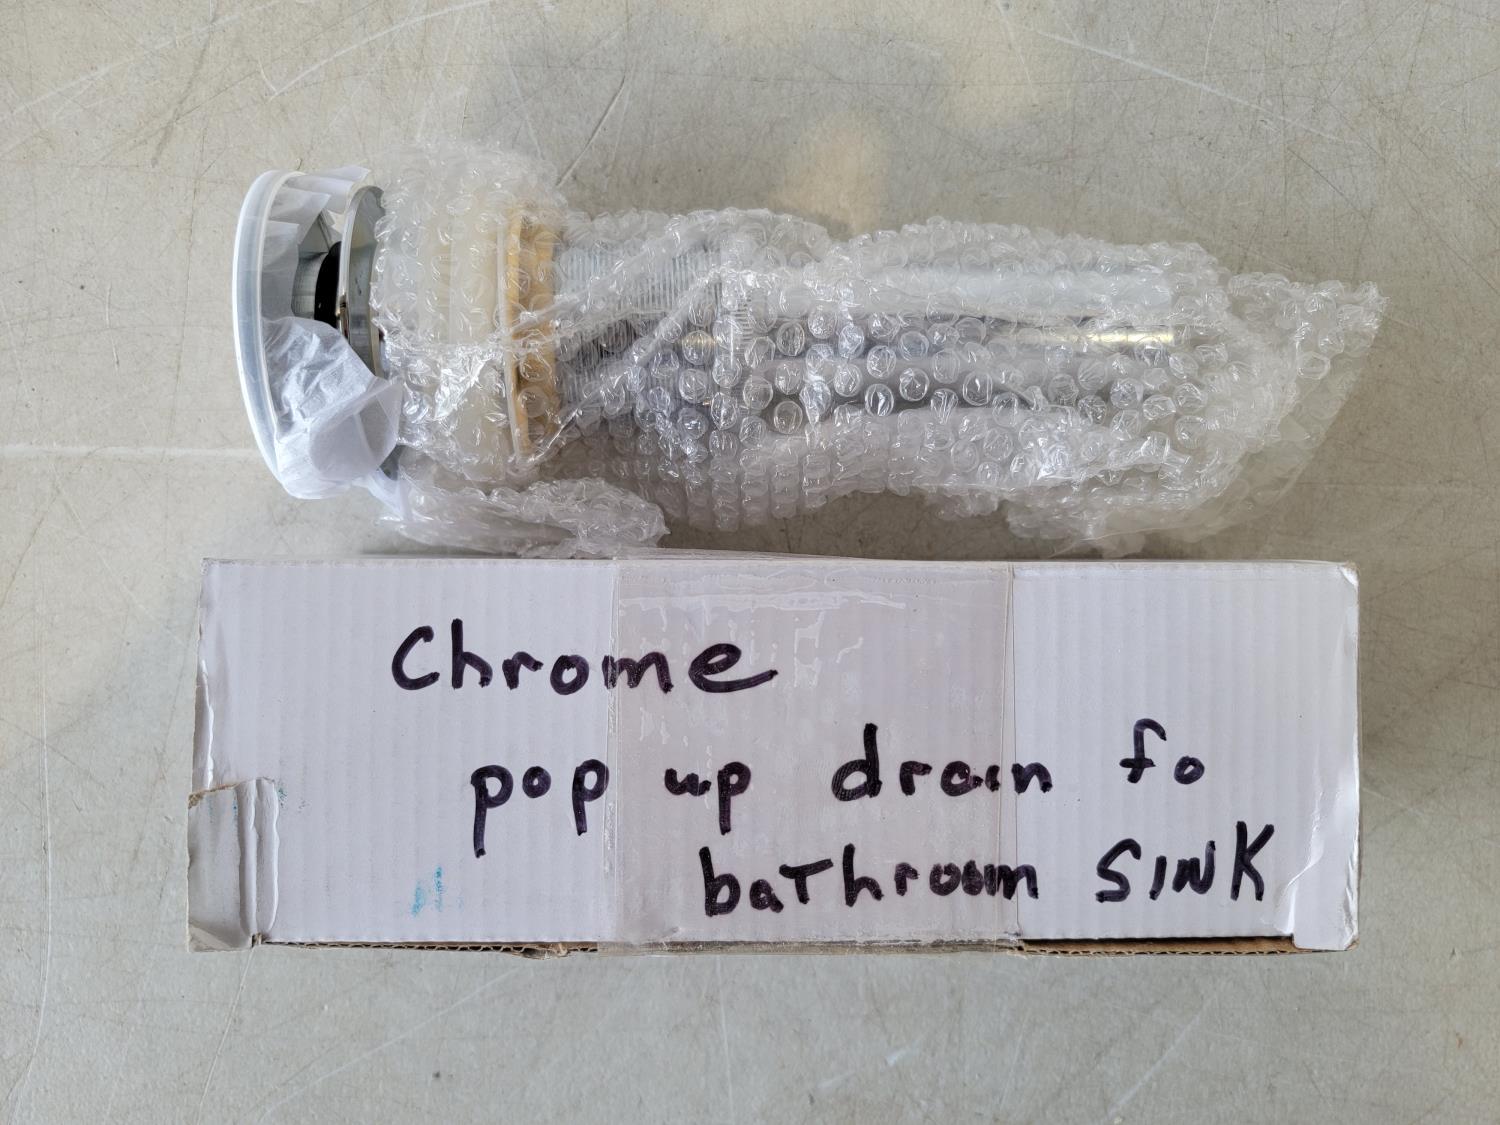 Chrome
pop up drain fo
bathroom SINK